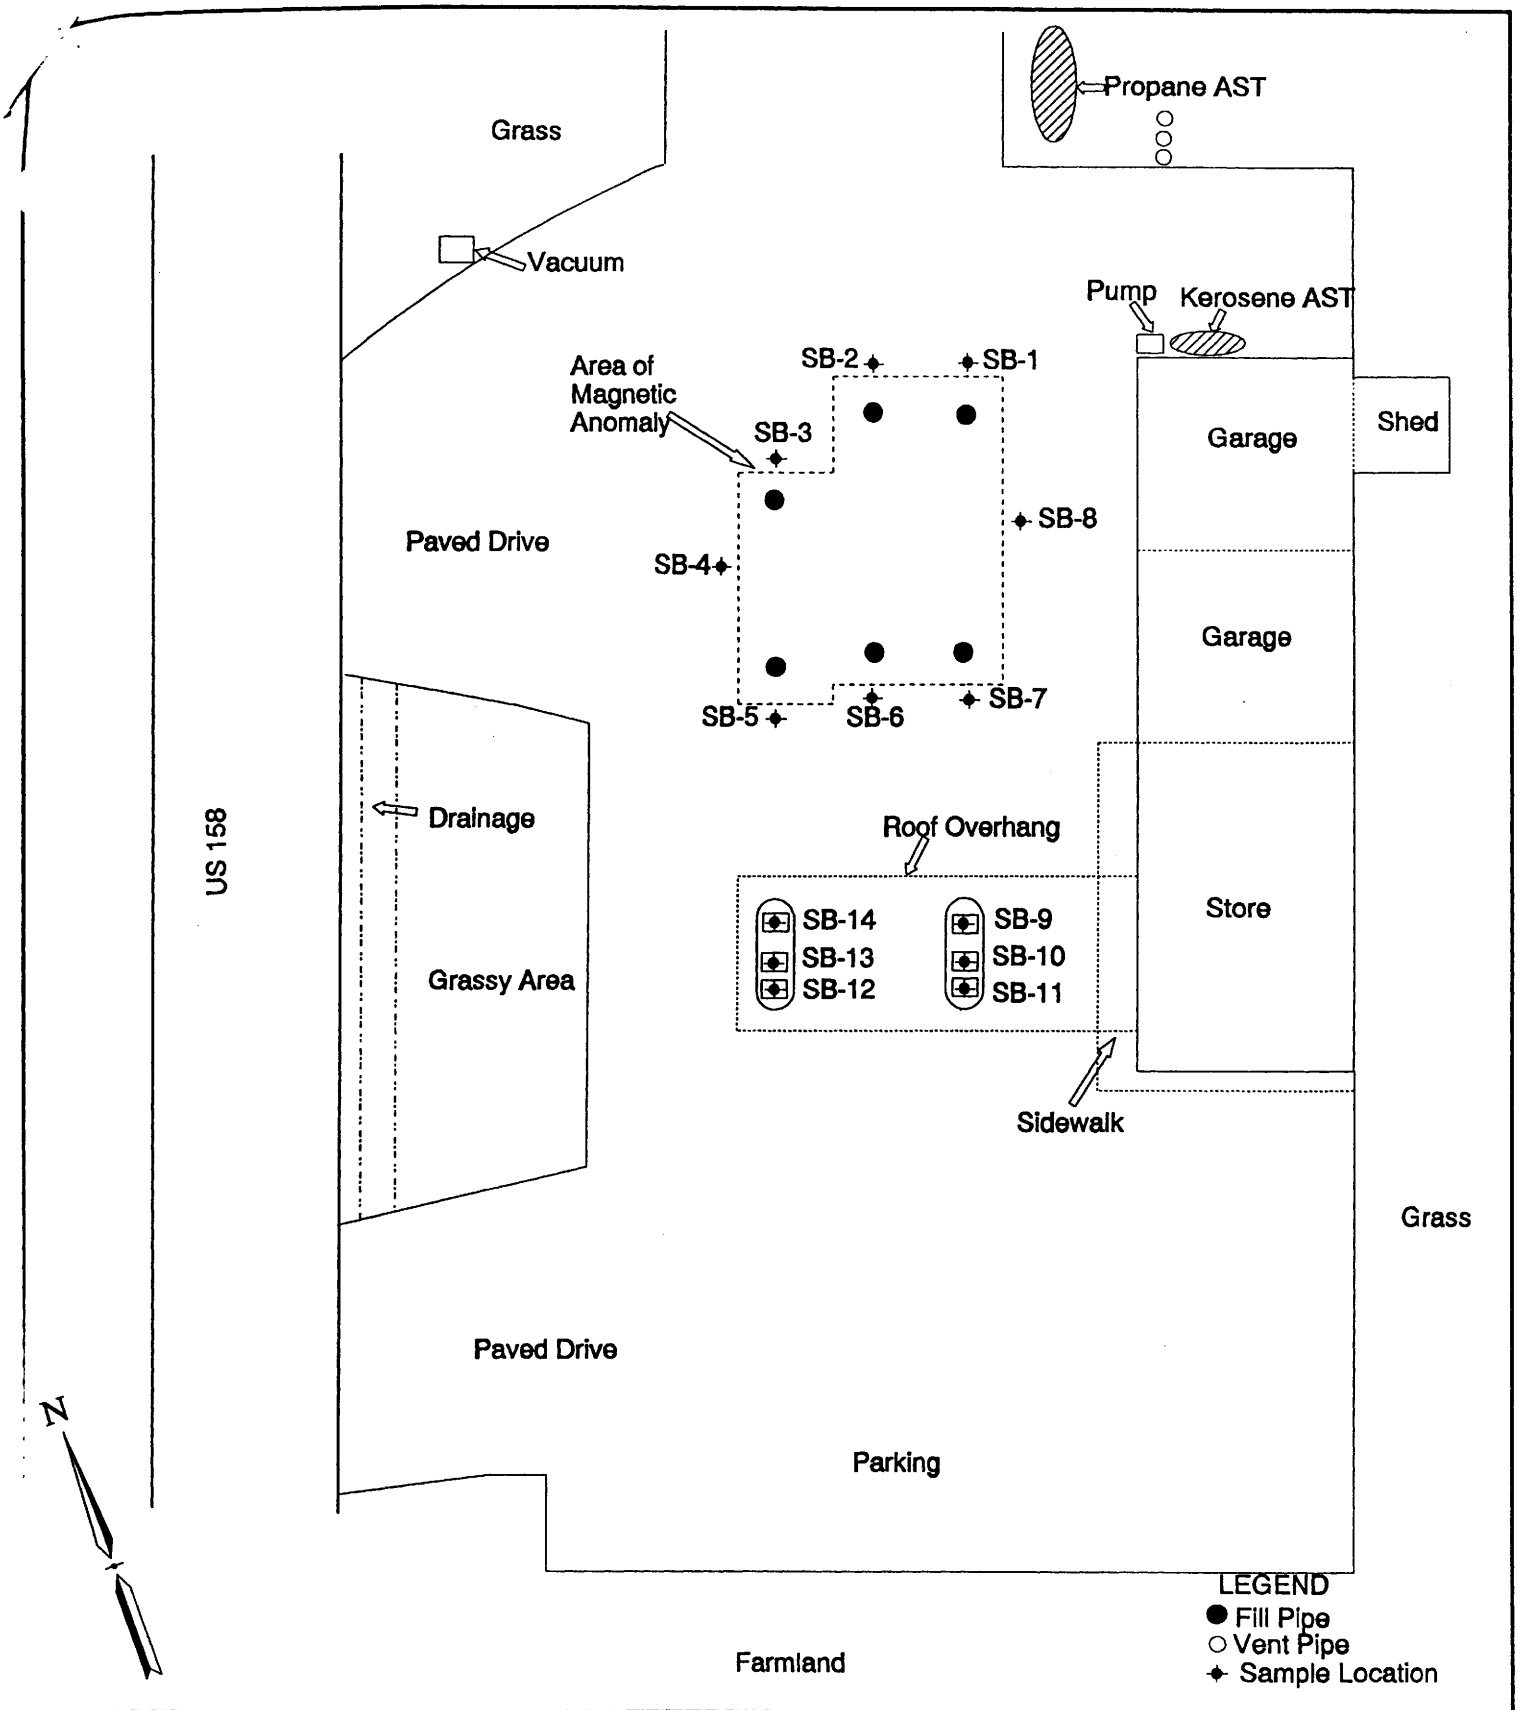 Propane AST
Grass
Vacuum
Pump
Kerosene AST
SB-2
SB-1
Area of
Magnetic
Anomaly
SB-3
Garage
Shed
SB-8
Paved Drive
SB-4
Garage
SB-7
SB-5
SB-6
US 158
Drainage
Roof Overhang
Store
SB-14
SB-9
SB-13
SB-10
Grassy Area
SB-12
SB-11
Sidewalk
Grass
Paved Drive
N
Parking
LEGEND
Fill Pipe
Vent Pipe
Sample Location
Farmland